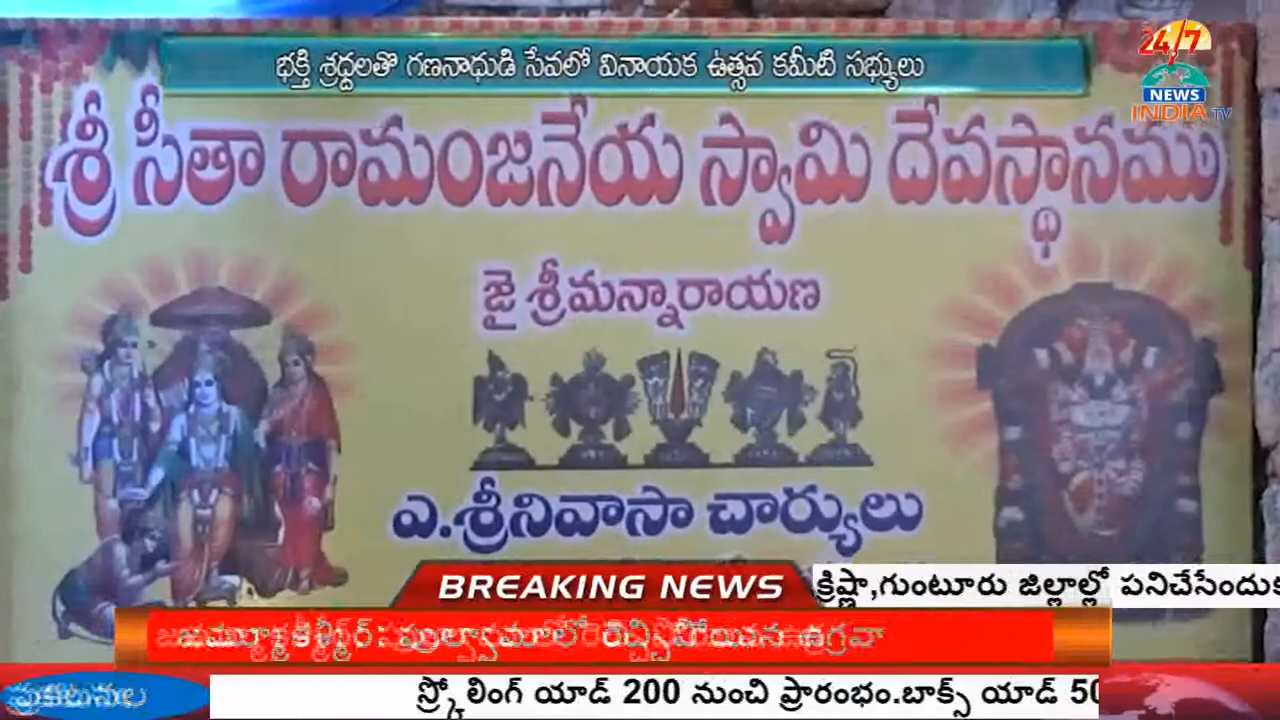 భక్తి శ్రద్దలతొ గణనాధుడి సేవలో వినాయక ఉత్సవ కమీటి సభ్యులు
24/7
NEWS
INDIA TV
శ్రీ సీతా రామంజనేయ స్వామి దేవస్థానము
జై శ్రీమన్నారాయణ
ఎ.శ్రీనివాసా చార్యులు
BREAKING NEWS
క్రిష్ణా,గుంటూరు జిల్లాల్లో పనిచేసేందుక
స్క్రోలింగ్ యాడ్ 200 నుంచి ప్రారంభం.బాక్స్ యాడ్ 50